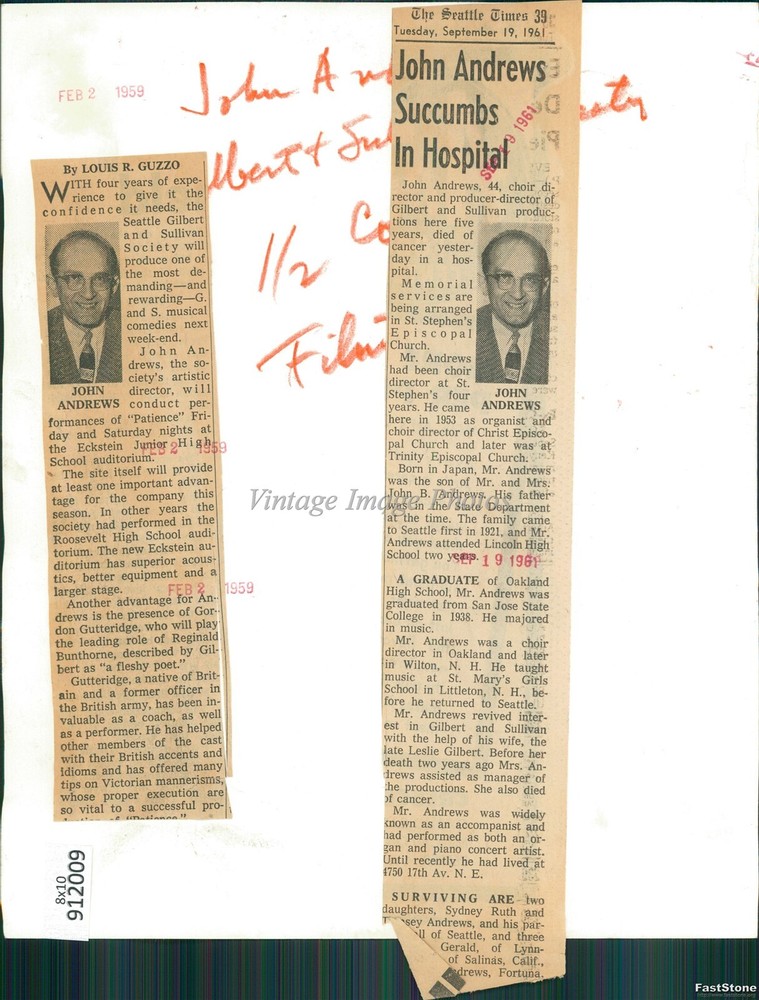 FEB 2 1959
John A
lbert + Sul
1/2 Co
By LOUIS R. GUZZO
WITH four years of expe-
rience to give it the
confidence it needs, the
Seattle Gilbert
and Sullivan
Society will
produce one of
the most de-
manding—and
rewarding—G.
and S. musical
comedies next
week-end.
John An-
drews, the so-
ciety's artistic
director, will
conduct per-
JOHN
ANDREWS
formances of "Patience" Fri-
day and Saturday nights at
the Eckstein Junior High
School auditorium.
FEB 2 1959
The site itself will provide
at least one important advan-
tage for the company this
season. In other years the
society had performed in the
Roosevelt High School audi-
torium. The new Eckstein au-
ditorium has superior acous-
tics, better equipment and a
larger stage.
FEB 2 1959
Another advantage for An-
drews is the presence of Gor-
don Gutteridge, who will play
the leading role of Reginald
Bunthorne, described by Gil-
bert as "a fleshy poet."
Gutteridge, a native of Brit-
ain and a former officer in
the British army, has been in-
valuable as a coach, as well
as a performer. He has helped
other members of the cast
with their British accents and
idioms and has offered many
tips on Victorian mannerisms,
whose proper execution are
so vital to a successful pro-
"Patience."
8x10
912009
The Seattle Times 39
Tuesday, September 19, 1961
John Andrews
Succumbs
In Hospital
SEP 19 1961
John Andrews, 44, choir di-
rector and producer-director of
Gilbert and Sullivan produc-
tions here five
years, died of
cancer yester-
day in a hos-
pital.
Memorial
services are
being arranged
in St. Stephen's
Episcopal
Church.
Mr. Andrews
had been choir
director at St.
Stephen's four
years. He came
JOHN
ANDREWS
here in 1953 as organist and
choir director of Christ Episco-
pal Church and later was at
Trinity Episcopal Church.
Born in Japan, Mr. Andrews
was the son of Mr. and Mrs.
John B. Andrews. His father
was in the State Department
at the time. The family came
to Seattle first in 1921, and Mr.
Andrews attended Lincoln High
School two years.
SEP 19 1961
A GRADUATE of Oakland
High School, Mr. Andrews was
graduated from San Jose State
College in 1938. He majored
in music.
Mr. Andrews was a choir
director in Oakland and later
in Wilton, N. H. He taught
music at St. Mary's Girls
School in Littleton, N. H., be-
fore he returned to Seattle.
Mr. Andrews revived inter-
est in Gilbert and Sullivan
with the help of his wife, the
late Leslie Gilbert. Before her
death two years ago Mrs. An-
drews assisted as manager of
the productions. She also died
of cancer.
Mr. Andrews was widely
known as an accompanist and
had performed as both an or-
gan and piano concert artist.
Until recently he had lived at
4750 17th Av. N. E.
SURVIVING ARE two
daughters, Sydney Ruth and
sey Andrews, and his par-
ll of Seattle, and three
Gerald, of Lynn-
of Salinas, Calif.,
drews, Fortuna.
Vintage Image Photos
FastStone